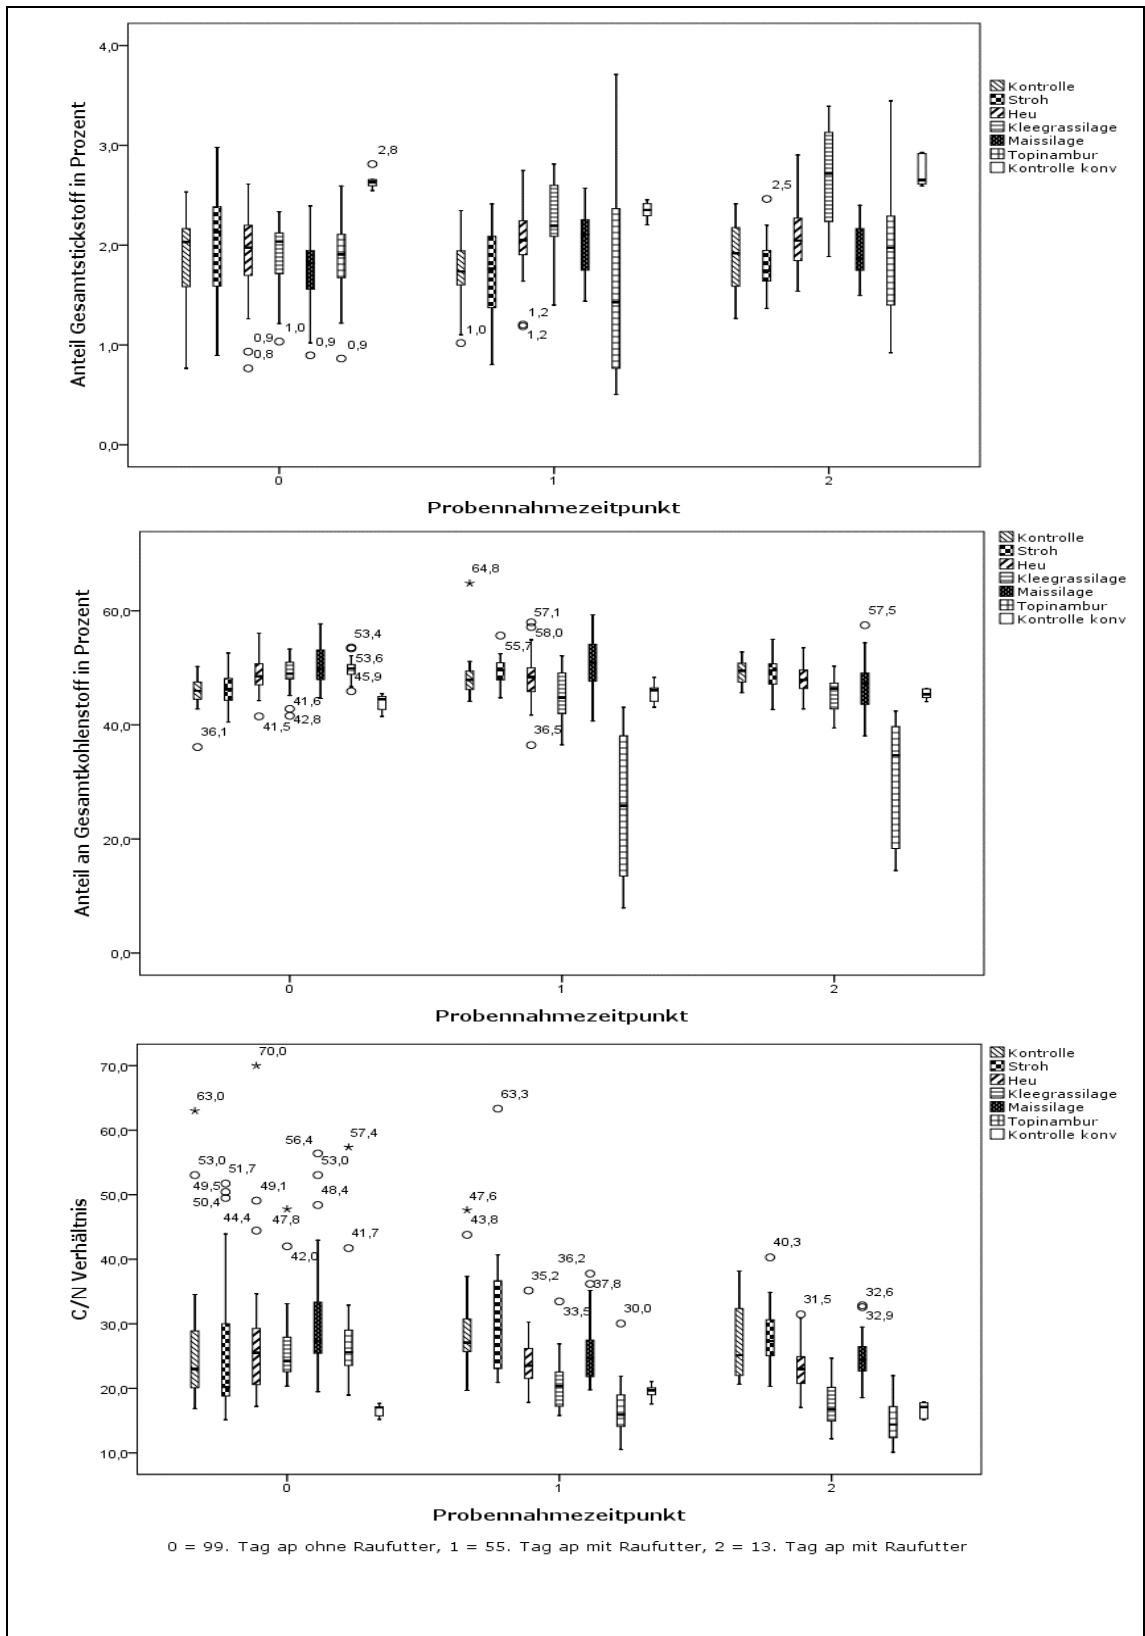 Anteil Gesamtstickstoff in Prozent
4,0
3,0
2,0
1,0
0,0
2,8
0,9
0,8
1,0
0,9
0,9
1,0
1,2
1,2
2,5
0
1
2
Probennahmezeitpunkt
Kontrolle
Stroh
Heu
Kleegrassilage
Maissilage
Topinambur
Kontrolle konv
Anteil an Gesamtkohlenstoff in Prozent
60,0
40,0
20,0
0,0
36,1
41,5
41,6
42,8
53,4
53,6
45,9
64,8
55,7
57,1
58,0
36,5
57,5
0
1
2
Probennahmezeitpunkt
Kontrolle
Stroh
Heu
Kleegrassilage
Maissilage
Topinambur
Kontrolle konv
C/N Verhältnis
70,0
60,0
50,0
40,0
30,0
20,0
10,0
63,0
53,0
51,7
49,5
50,4
70,0
49,1
44,4
47,8
42,0
56,4
53,0
48,4
57,4
41,7
47,6
43,8
63,3
35,2
33,5
36,2
37,8
30,0
40,3
31,5
32,6
32,9
0
1
2
Probennahmezeitpunkt
Kontrolle
Stroh
Heu
Kleegrassilage
Maissilage
Topinambur
Kontrolle konv
0 = 99. Tag ap ohne Raufutter, 1 = 55. Tag ap mit Raufutter, 2 = 13. Tag ap mit Raufutter